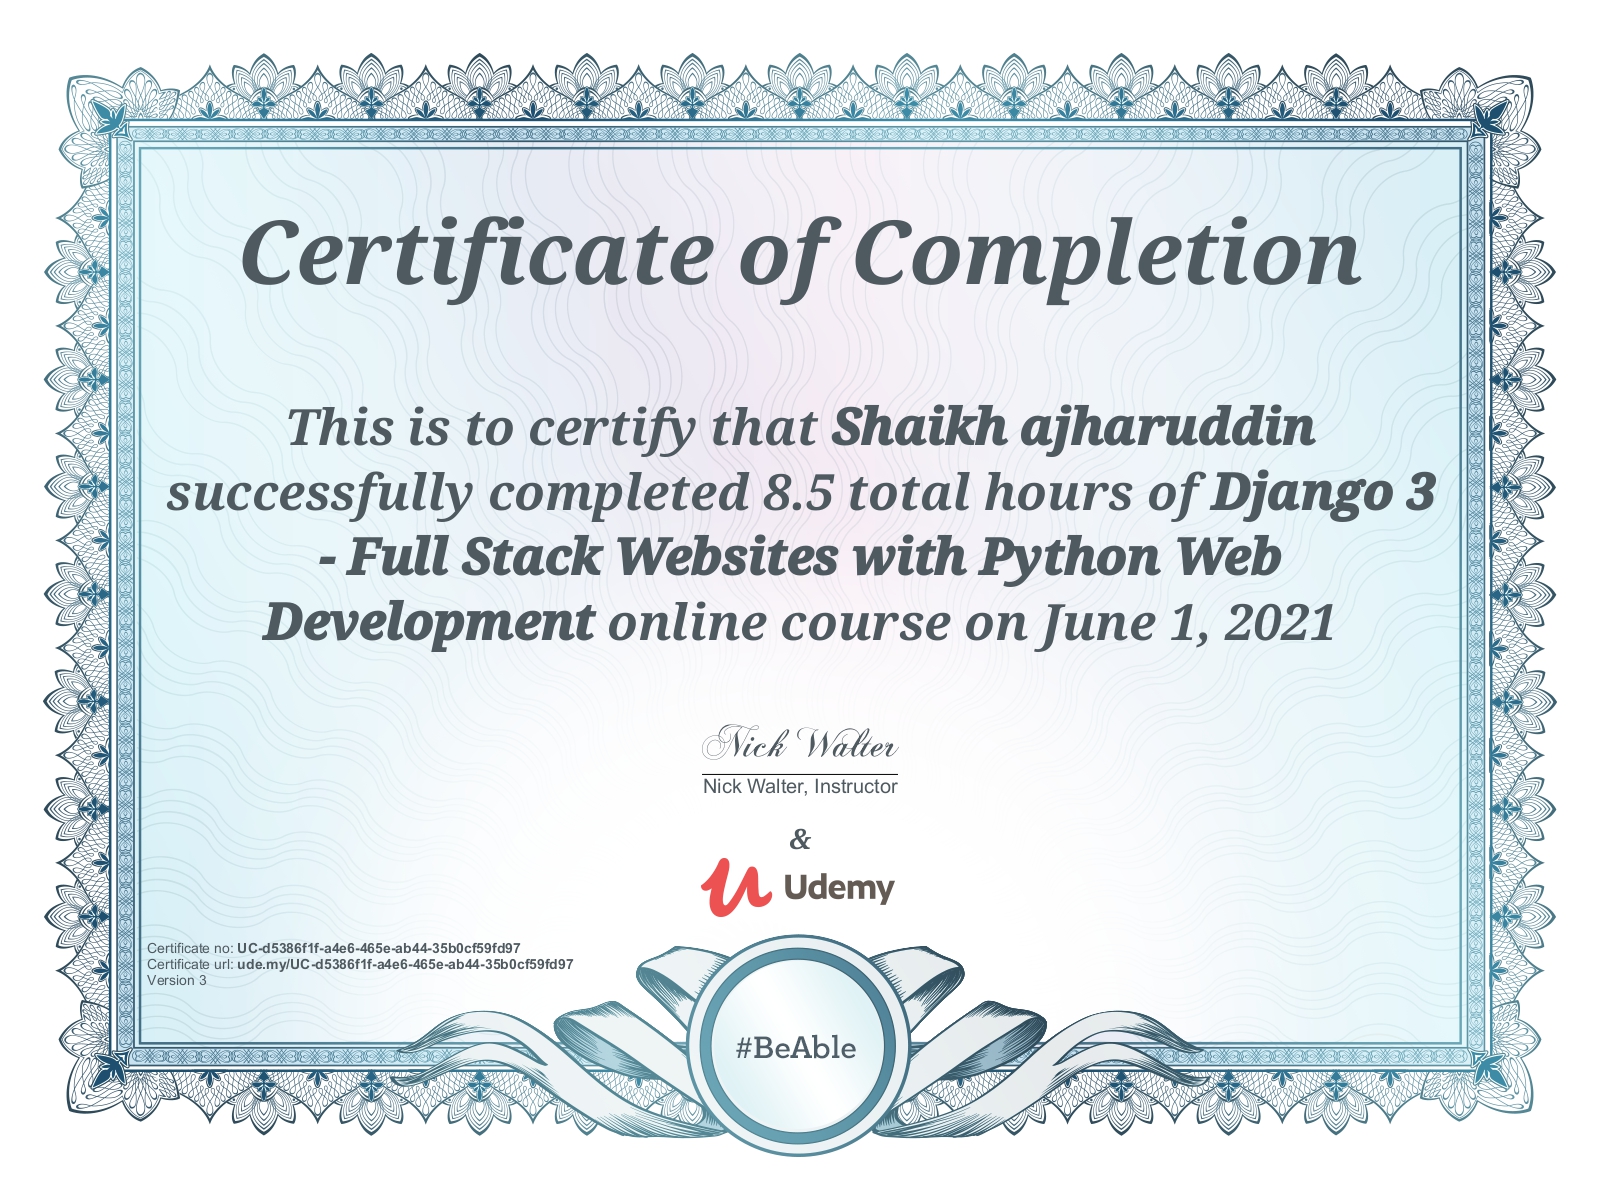 Certificate of Completion
This is to certify that Shaikh ajharuddin
successfully completed 8.5 total hours of Django 3
- Full Stack Websites with Python Web
Development online course on June 1, 2021
Nick Walter
Nick Walter, Instructor
&
Udemy
Certificate no: UC-d5386f1f-a4e6-465e-ab44-35b0cf59fd97
Certificate url: ude.my/UC-d5386f1f-a4e6-465e-ab44-35b0cf59fd97
Version 3
#BeAble